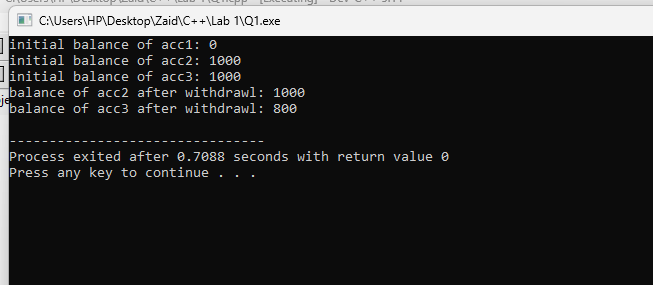 C:\Users\HP\Desktop\Zaid\C++\Lab 1\Q1.exe
initial balance of acc1: 0
initial balance of acc2: 1000
initial balance of acc3: 1000
balance of acc2 after withdrawl: 1000
balance of acc3 after withdrawl: 800
--------------------------------
Process exited after 0.7088 seconds with return value 0
Press any key to continue . . .